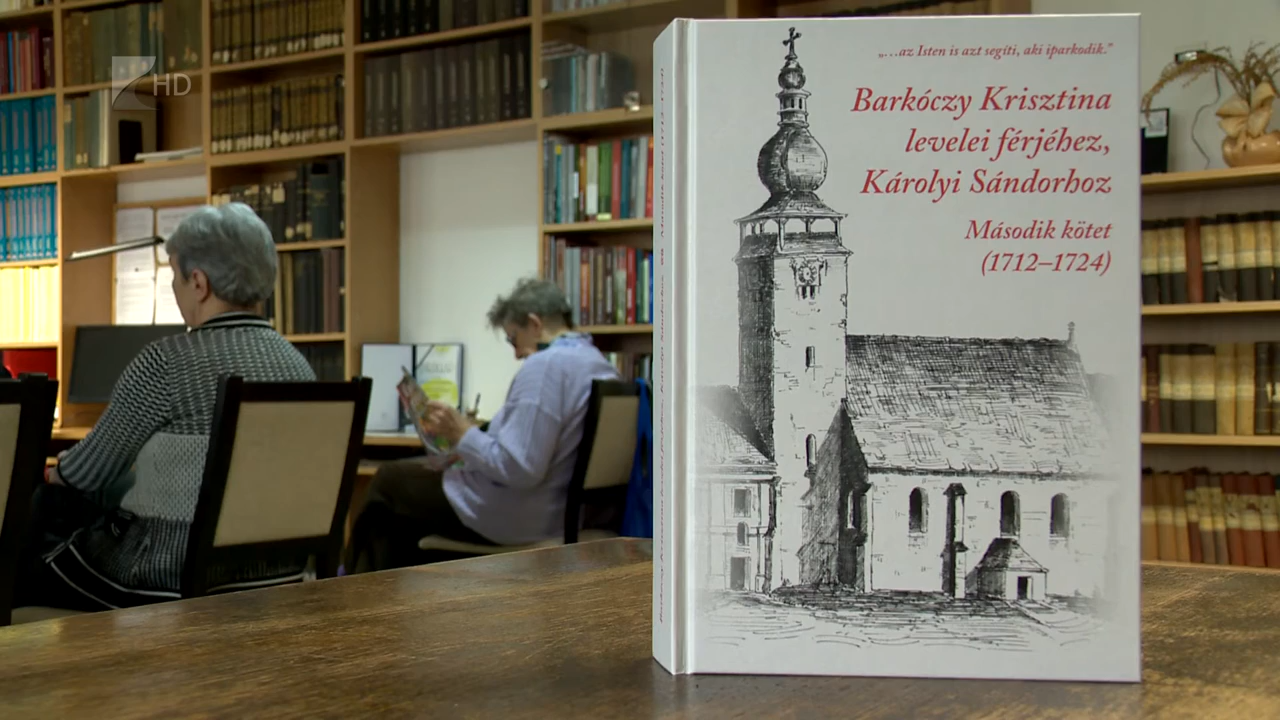 HD
„…az Isten is azt segíti, aki iparkodik.”
Barkóczy Krisztina
levelei férjéhez,
Károlyi Sándorhoz
Második kötet
(1712–1724)